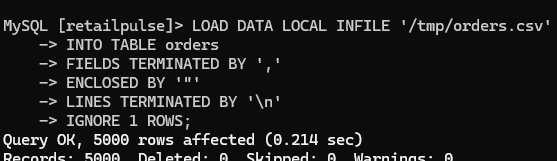 MySQL [retailpulse]> LOAD DATA LOCAL INFILE '/tmp/orders.csv'
    -> INTO TABLE orders
    -> FIELDS TERMINATED BY ','
    -> ENCLOSED BY '"'
    -> LINES TERMINATED BY '\n'
    -> IGNORE 1 ROWS;
Query OK, 5000 rows affected (0.214 sec)
Records: 5000  Deleted: 0  Skipped: 0  Warnings: 0